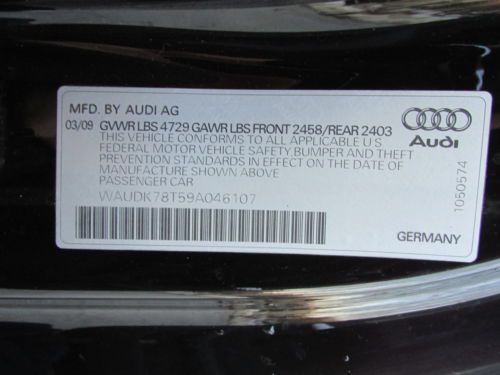 MFD. BY AUDI AG
03/09 GVWR LBS 4729 GAWR LBS FRONT 2458/REAR 2403
THIS VEHICLE CONFORMS TO ALL APPLICABLE U S
FEDERAL MOTOR VEHICLE SAFETY BUMPER AND THEFT
PREVENTION STANDARDS IN EFFECT ON THE DATE OF
MANUFACTURE SHOWN ABOVE
PASSENGER CAR
WAUDK78T59A046107
Audi
1050574
GERMANY